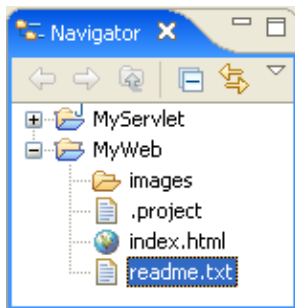 Navigator
MyServlet
MyWeb
images
.project
index.html
readme.txt